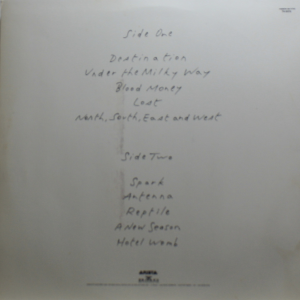 Side One
Destination
Under the Milky Way
Blood Money
Lost
North, South, East and West
Side Two
Spark
Antenna
Reptile
A New Season
Hotel Womb
ARISTA